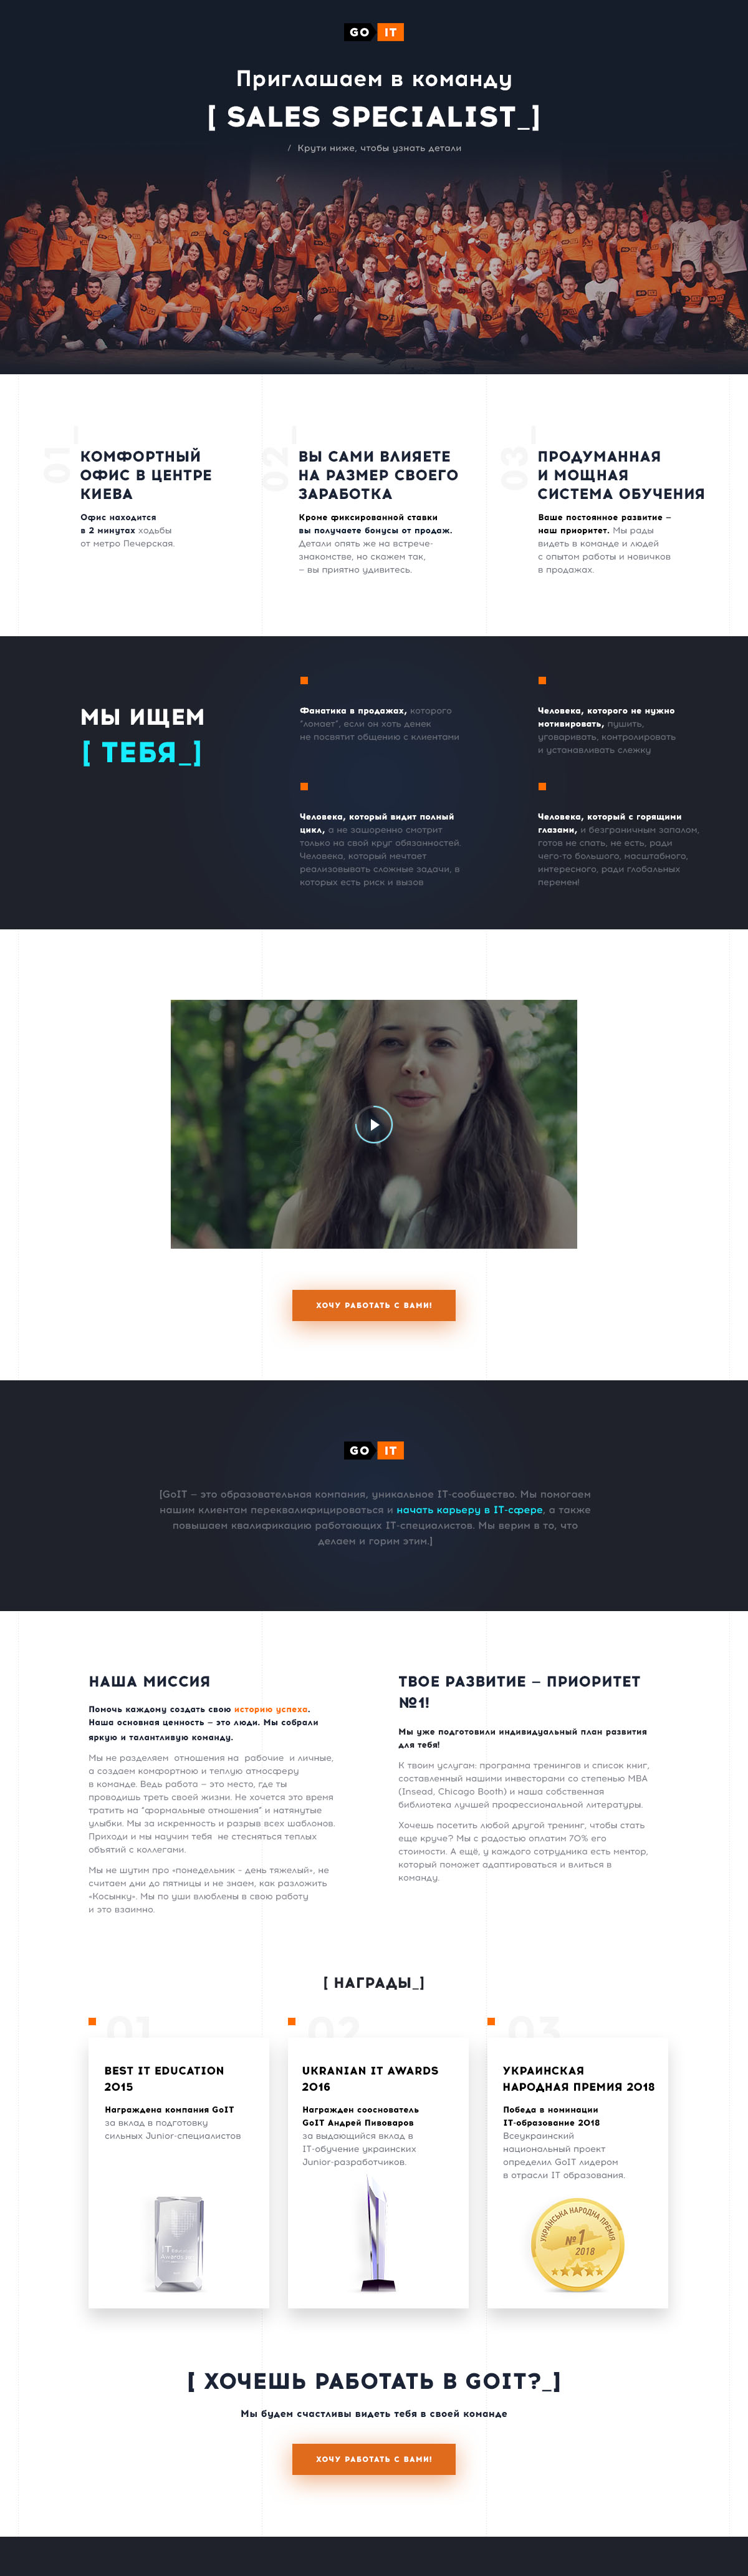 GO IT
Приглашаем в команду
[ SALES SPECIALIST_]
/ Крути ниже, чтобы узнать детали
01_
КОМФОРТНЫЙ
ОФИС В ЦЕНТРЕ
КИЕВА
Офис находится
в 2 минутах ходьбы
от метро Печерская.
02_
ВЫ САМИ ВЛИЯЕТЕ
НА РАЗМЕР СВОЕГО
ЗАРАБОТКА
Кроме фиксированной ставки
вы получаете бонусы от продаж.
Детали опять же на встрече-
знакомстве, но скажем так,
— вы приятно удивитесь.
03_
ПРОДУМАННАЯ
И МОЩНАЯ
СИСТЕМА ОБУЧЕНИЯ
Ваше постоянное развитие —
наш приоритет. Мы рады
видеть в команде и людей
с опытом работы и новичков
в продажах.
МЫ ИЩЕМ
[ ТЕБЯ_]
Фанатика в продажах, которого
"ломает", если он хоть денек
не посвятит общению с клиентами
Человека, которого не нужно
мотивировать, пушить,
уговаривать, контролировать
и устанавливать слежку
Человека, который видит полный
цикл, а не зашоренно смотрит
только на свой круг обязанностей.
Человека, который мечтает
реализовывать сложные задачи, в
которых есть риск и вызов
Человека, который с горящими
глазами, и безграничным запалом,
готов не спать, не есть, ради
чего-то большого, масштабного,
интересного, ради глобальных
перемен!
ХОЧУ РАБОТАТЬ С ВАМИ!
GO IT
[GoIT — это образовательная компания, уникальное IT-сообщество. Мы помогаем
нашим клиентам переквалифицироваться и начать карьеру в IT-сфере, а также
повышаем квалификацию работающих IT-специалистов. Мы верим в то, что
делаем и горим этим.]
НАША МИССИЯ
Помочь каждому создать свою историю успеха.
Наша основная ценность — это люди. Мы собрали
яркую и талантливую команду.
Мы не разделяем отношения на рабочие и личные,
а создаем комфортную и теплую атмосферу
в команде. Ведь работа — это место, где ты
проводишь треть своей жизни. Не хочется это время
тратить на "формальные отношения" и натянутые
улыбки. Мы за искренность и разрыв всех шаблонов.
Приходи и мы научим тебя не стесняться теплых
объятий с коллегами.
Мы не шутим про «понедельник - день тяжелый», не
считаем дни до пятницы и не знаем, как разложить
«Косынку». Мы по уши влюблены в свою работу
и это взаимно.
ТВОЕ РАЗВИТИЕ — ПРИОРИТЕТ
№1!
Мы уже подготовили индивидуальный план развития
для тебя!
К твоим услугам: программа тренингов и список книг,
составленный нашими инвесторами со степенью MBA
(Insead, Chicago Booth) и наша собственная
библиотека лучшей профессиональной литературы.
Хочешь посетить любой другой тренинг, чтобы стать
еще круче? Мы с радостью оплатим 70% его
стоимости. А ещё, у каждого сотрудника есть ментор,
который поможет адаптироваться и влиться в
команду.
[ НАГРАДЫ_]
01
BEST IT EDUCATION
2015
Награждена компания GoIT
за вклад в подготовку
сильных Junior-специалистов
02
UKRANIAN IT AWARDS
2016
Награжден сооснователь
GoIT Андрей Пивоваров
за выдающийся вклад в
IT-обучение украинских
Junior-разработчиков.
03
УКРАИНСКАЯ
НАРОДНАЯ ПРЕМИЯ 2018
Победа в номинации
IT-образование 2018
Всеукраинский
национальный проект
определил GoIT лидером
в отрасли IT образования.
УКРАЇНСЬКА НАРОДНА ПРЕМІЯ
№1
2018
[ ХОЧЕШЬ РАБОТАТЬ В GOIT?_]
Мы будем счастливы видеть тебя в своей команде
ХОЧУ РАБОТАТЬ С ВАМИ!